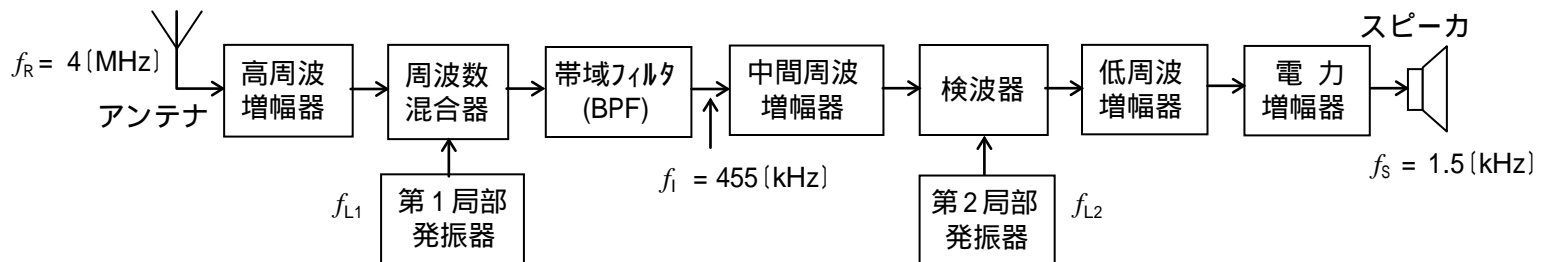 スピーカ
fR = 4〔MHz〕
アンテナ
高周波
増幅器
周波数
混合器
帯域フィルタ
(BPF)
中間周波
増幅器
検波器
低周波
増幅器
電 力
増幅器
fI = 455〔kHz〕
fS = 1.5〔kHz〕
fL1
第1局部
発振器
第2局部
発振器
fL2